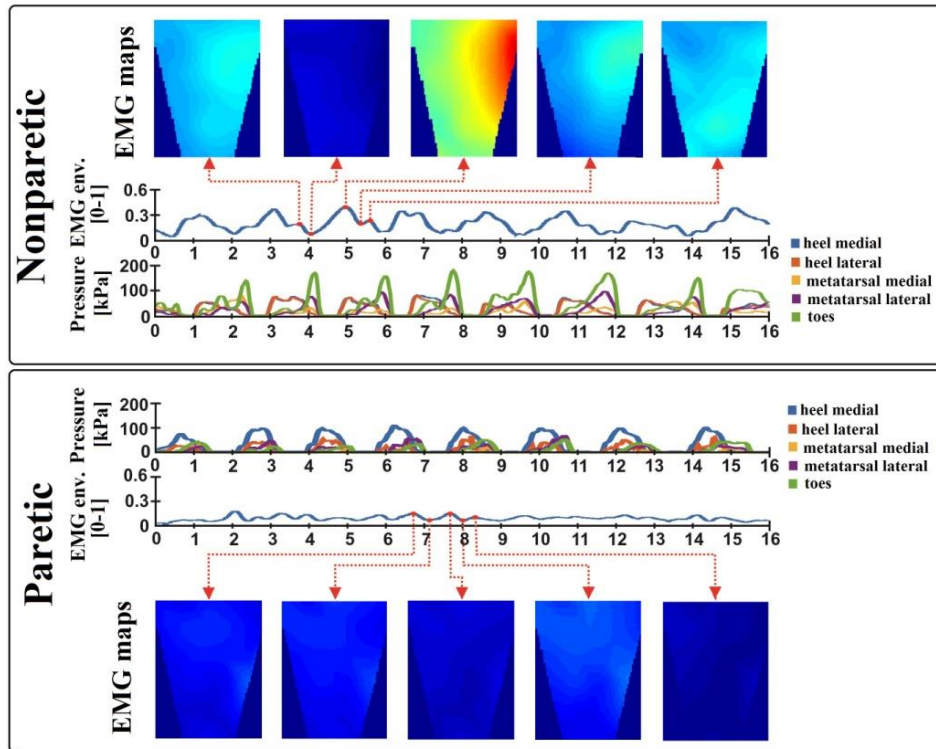 Nonparetic
EMG maps
EMG env.
[0-1]
0.6
0.3
0
0 1 2 3 4 5 6 7 8 9 10 11 12 13 14 15 16
Pressure
[kPa]
200
100
0
0 1 2 3 4 5 6 7 8 9 10 11 12 13 14 15 16
heel medial
heel lateral
metatarsal medial
metatarsal lateral
toes
Paretic
Pressure
[kPa]
200
100
0
0 1 2 3 4 5 6 7 8 9 10 11 12 13 14 15 16
heel medial
heel lateral
metatarsal medial
metatarsal lateral
toes
EMG env.
[0-1]
0.6
0.3
0
0 1 2 3 4 5 6 7 8 9 10 11 12 13 14 15 16
EMG maps